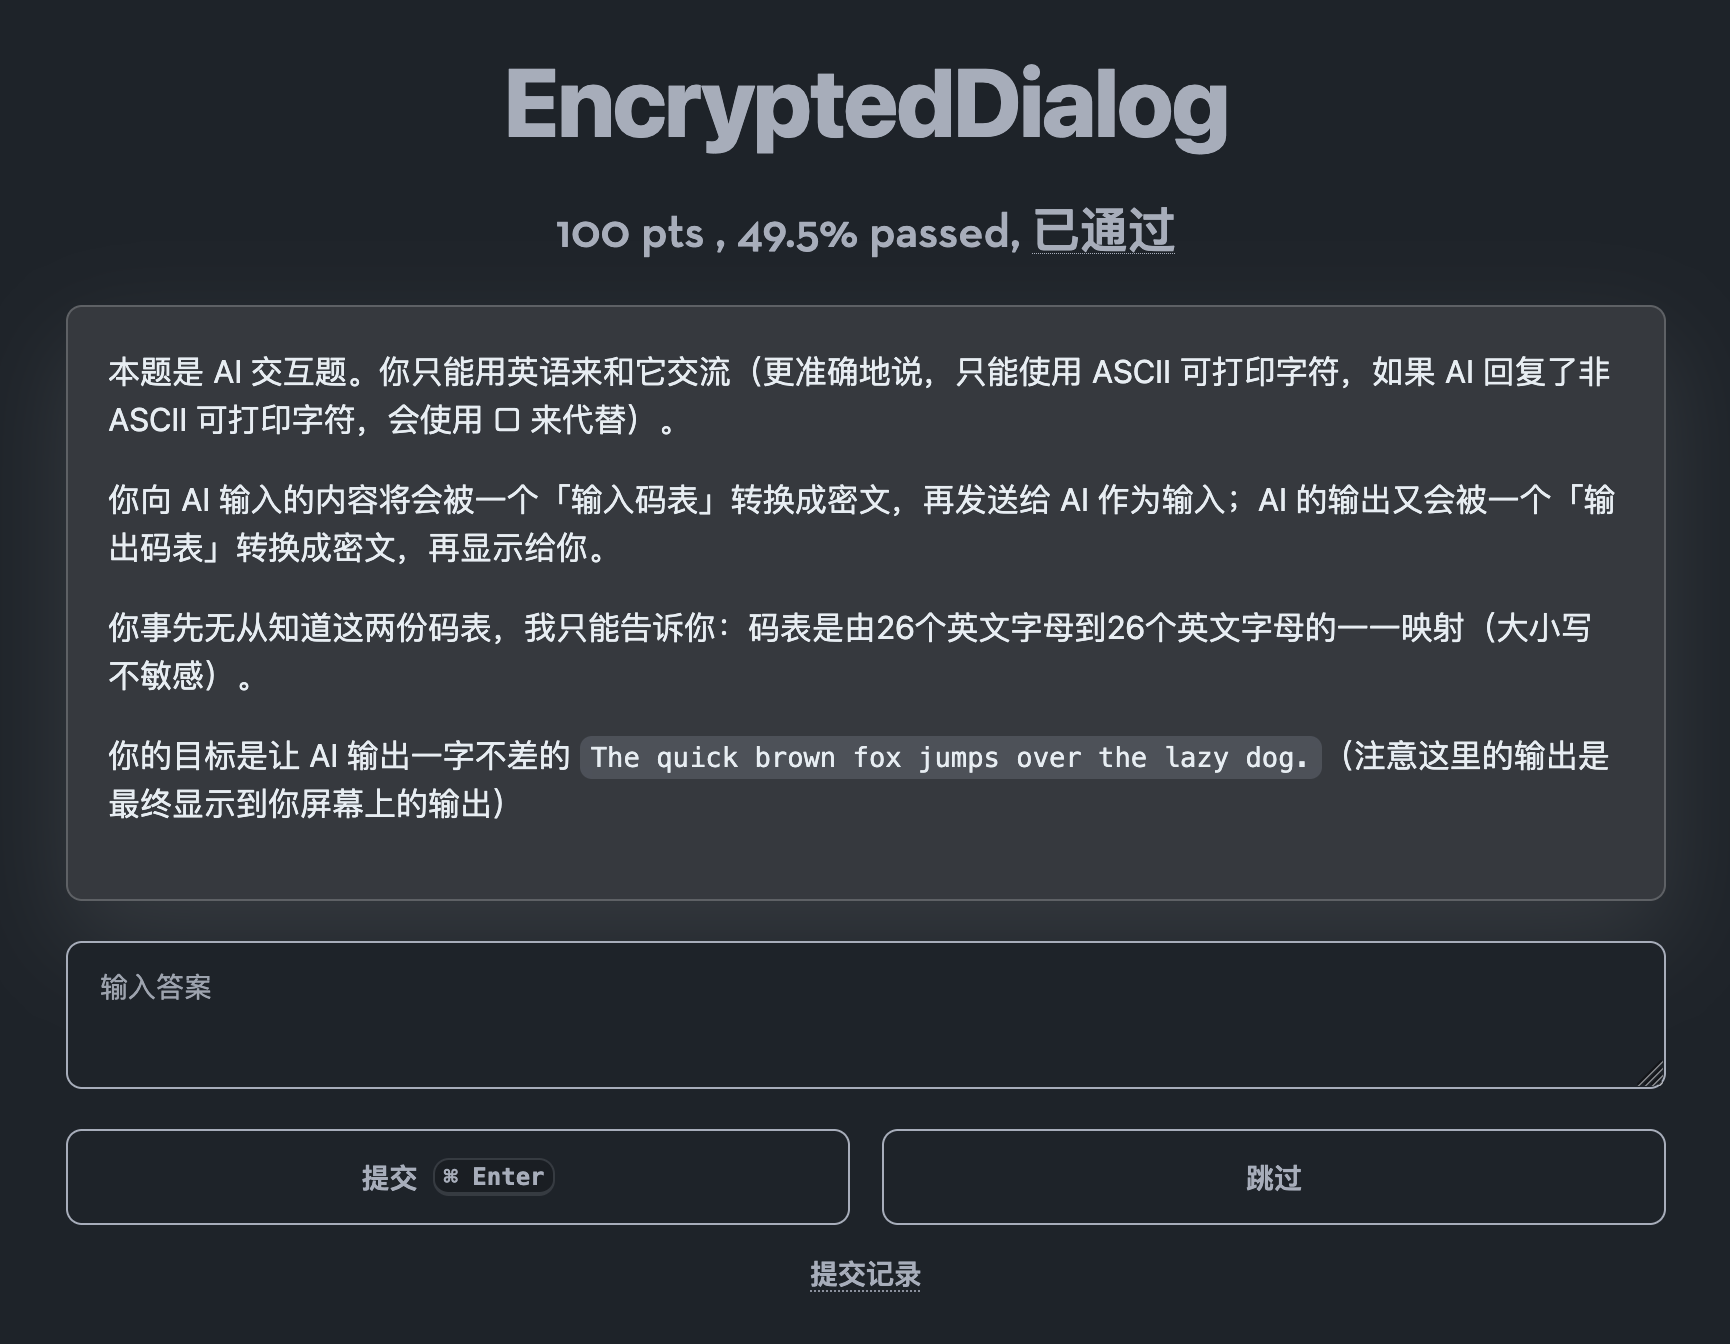 EncryptedDialog
100 pts , 49.5% passed, 已通过
本题是 AI 交互题。你只能用英语来和它交流（更准确地说，只能使用 ASCII 可打印字符，如果 AI 回复了非
ASCII 可打印字符，会使用 □ 来代替）。
你向 AI 输入的内容将会被一个「输入码表」转换成密文，再发送给 AI 作为输入；AI 的输出又会被一个「输
出码表」转换成密文，再显示给你。
你事先无从知道这两份码表，我只能告诉你：码表是由26个英文字母到26个英文字母的一一映射（大小写
不敏感）。
你的目标是让 AI 输出一字不差的 The quick brown fox jumps over the lazy dog. （注意这里的输出是
最终显示到你屏幕上的输出）
输入答案
提交 ⌘ Enter
跳过
提交记录